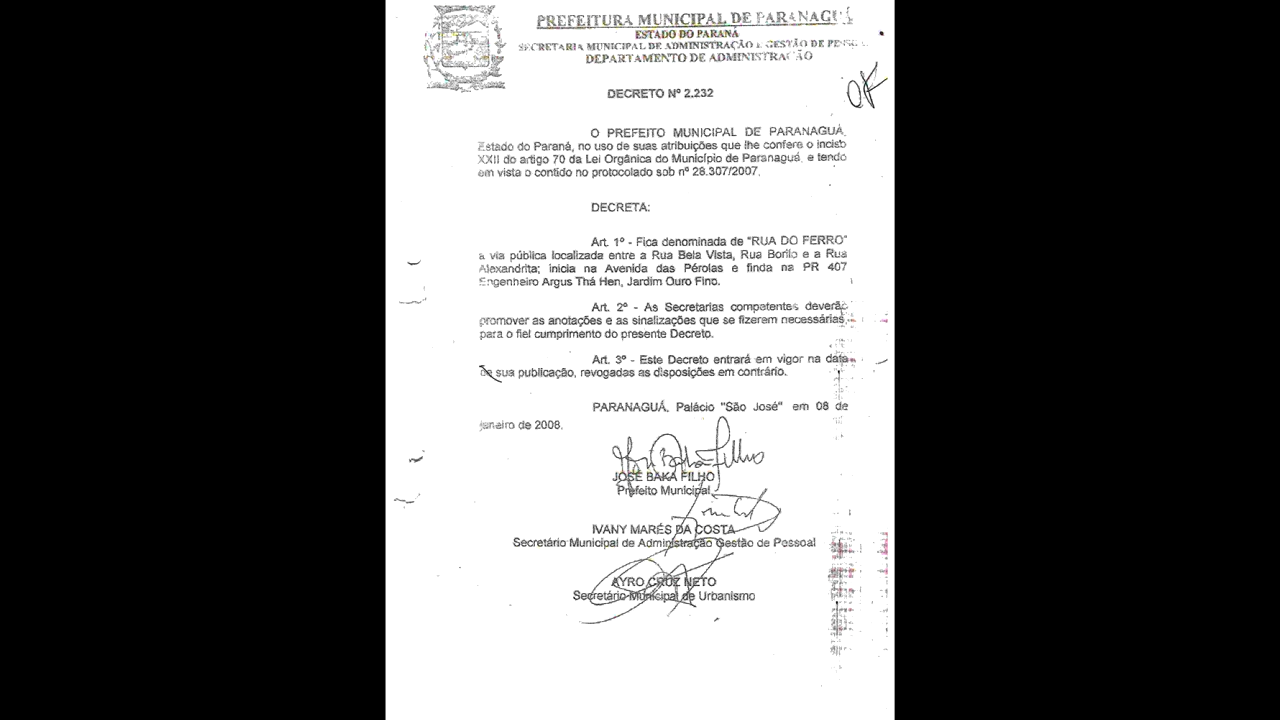 PREFEITURA MUNICIPAL DE PARANAGUÁ
ESTADO DO PARANÁ
SECRETARIA MUNICIPAL DE ADMINISTRAÇÃO E GESTÃO DE
DEPARTAMENTO DE ADMINISTRAÇÃO
DECRETO Nº 2.232
O PREFEITO MUNICIPAL DE PARANAGUÁ,
Estado do Paraná, no uso de suas atribuições que lhe confere o inciso
XXII do artigo 70 da Lei Orgânica do Município de Paranaguá, e tendo
em vista o contido no protocolado sob nº 28.307/2007,
DECRETA:
Art. 1º - Fica denominada de "RUA DO FERRO"
a via pública localizada entre a Rua Bela Vista, Rua Borilo e a Rua
Alexandrita; inicia na Avenida das Pérolas e finda na PR 407
Engenheiro Argus Thá Hen, Jardim Ouro Fino.
Art. 2º - As Secretarias competentes deverão
promover as anotações e as sinalizações que se fizerem necessárias,
para o fiel cumprimento do presente Decreto.
Art. 3º - Este Decreto entrará em vigor na data
de sua publicação, revogadas as disposições em contrário.
PARANAGUÁ, Palácio "São José" em 08 de
janeiro de 2008.
JOSÉ BAKA FILHO
Prefeito Municipal
IVANY MARÉS DA COSTA
Secretário Municipal de Administração Gestão de Pessoal
AYRO CRUZ NETO
Secretário Municipal de Urbanismo